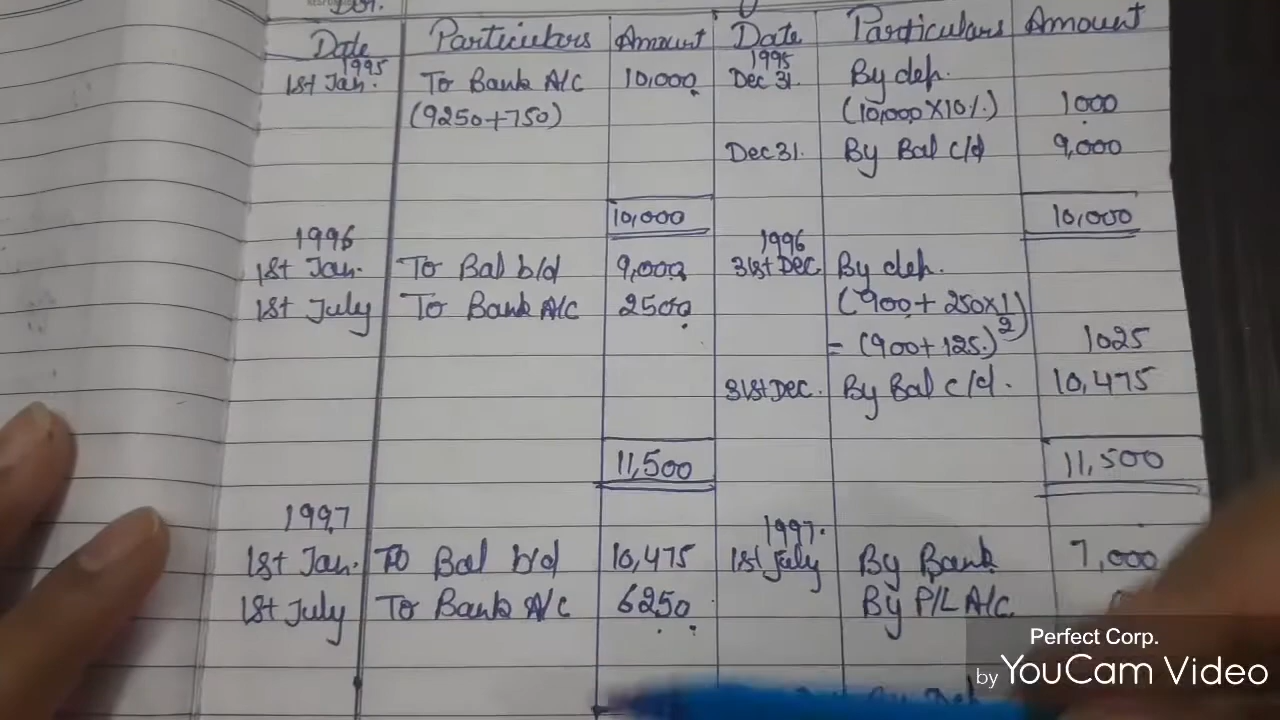 Date Particulars Amount Date Particulars Amount
1995 1995
1st Jan. To Bank A/C 10,000 Dec 31. By deh.
(9250+750) (10,000×10%) 1000
Dec 31. By Bal c/d 9,000
10,000 10,000
1996 1996
1st Jan. To Bal b/d 9,000 31st Dec. By deh.
1st July To Bank A/C 2500 (900+250×1/2)
= (900+125) 1025
31st Dec. By Bal c/d. 10,475
11,500 11,500
1997 1997.
1st Jan. To Bal b/d 10,475 1st July By Bank 7,000
1st July To Bank A/C 6250 By P/L A/C
Perfect Corp.
by YouCam Video